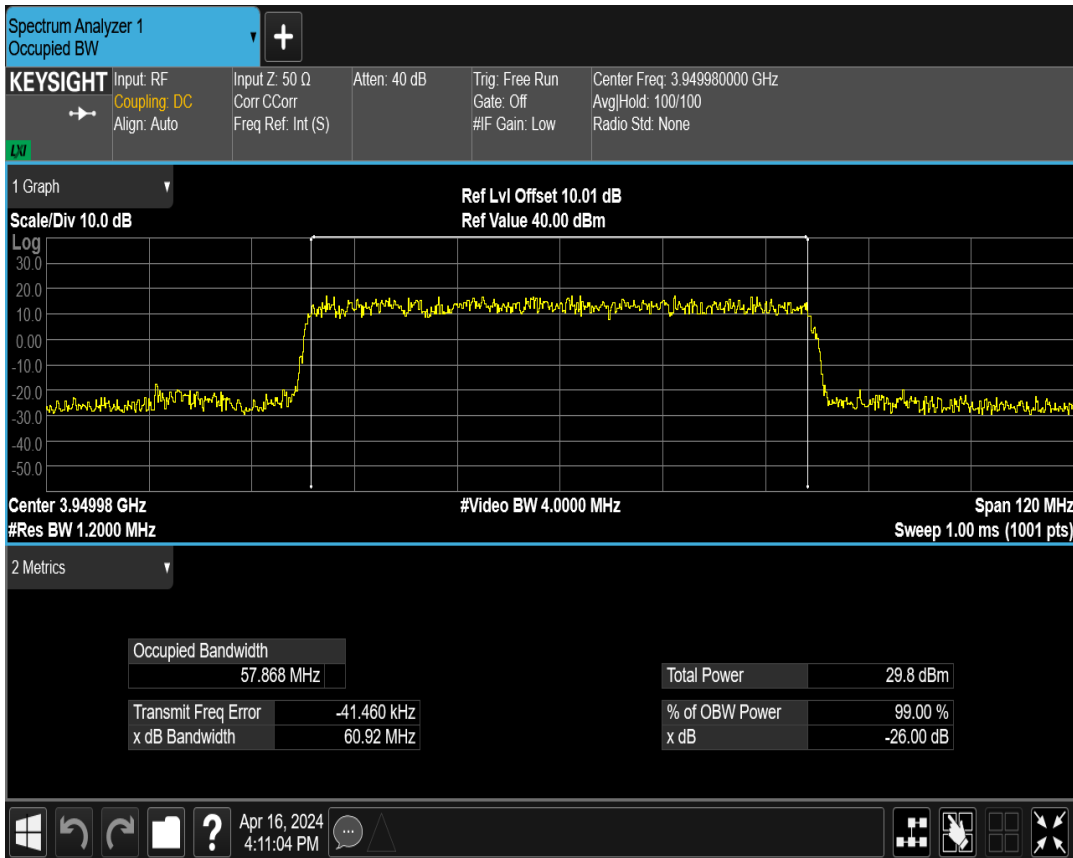 Spectrum Analyzer 1
Occupied BW
KEYSIGHT
LXI
Input: RF
Coupling: DC
Align: Auto
Input Z: 50 Ω
Corr CCorr
Freq Ref: Int (S)
Atten: 40 dB
Trig: Free Run
Gate: Off
#IF Gain: Low
Center Freq: 3.949980000 GHz
Avg|Hold: 100/100
Radio Std: None
1 Graph
Scale/Div 10.0 dB
Ref Lvl Offset 10.01 dB
Ref Value 40.00 dBm
Log
30.0
20.0
10.0
0.00
-10.0
-20.0
-30.0
-40.0
-50.0
Center 3.94998 GHz
#Res BW 1.2000 MHz
#Video BW 4.0000 MHz
Span 120 MHz
Sweep 1.00 ms (1001 pts)
2 Metrics
Occupied Bandwidth
57.868 MHz
Transmit Freq Error -41.460 kHz
x dB Bandwidth 60.92 MHz
Total Power 29.8 dBm
% of OBW Power 99.00 %
x dB -26.00 dB
?
Apr 16, 2024
4:11:04 PM